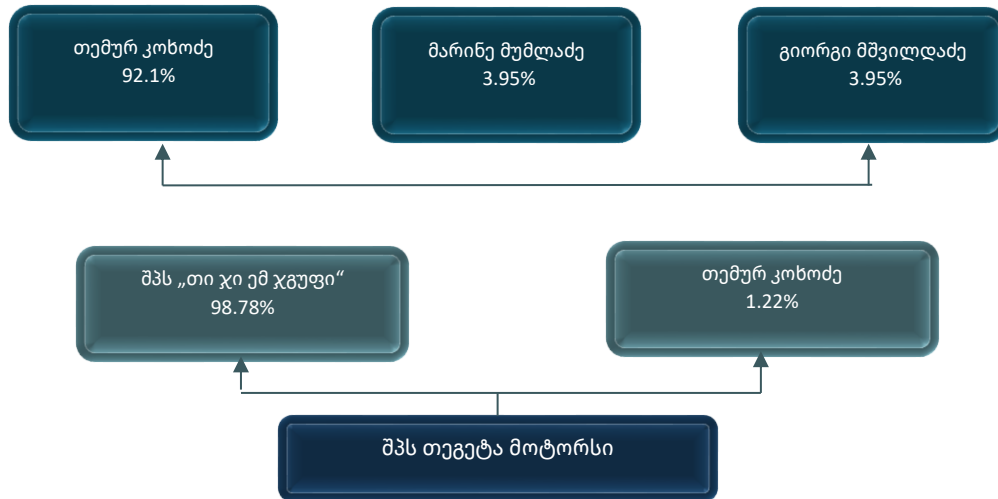 თემურ კოხოძე
92.1%
მარინე მუმლაძე
3.95%
გიორგი მშვილდაძე
3.95%
შპს „თი ჯი ემ ჯგუფი“
98.78%
თემურ კოხოძე
1.22%
შპს თეგეტა მოტორსი